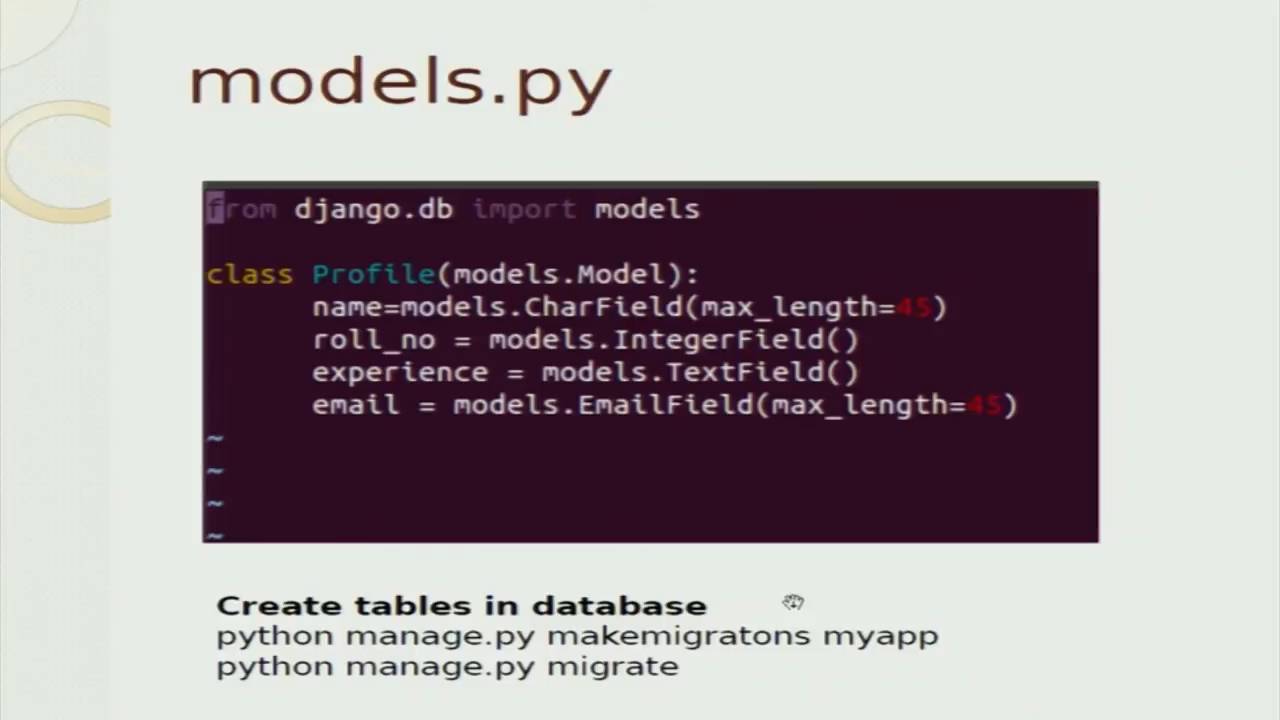 models.py
from django.db import models
class Profile(models.Model):
name=models.CharField(max_length=45)
roll_no = models.IntegerField()
experience = models.TextField()
email = models.EmailField(max_length=45)
~
~
~
~
Create tables in database
python manage.py makemigratons myapp
python manage.py migrate